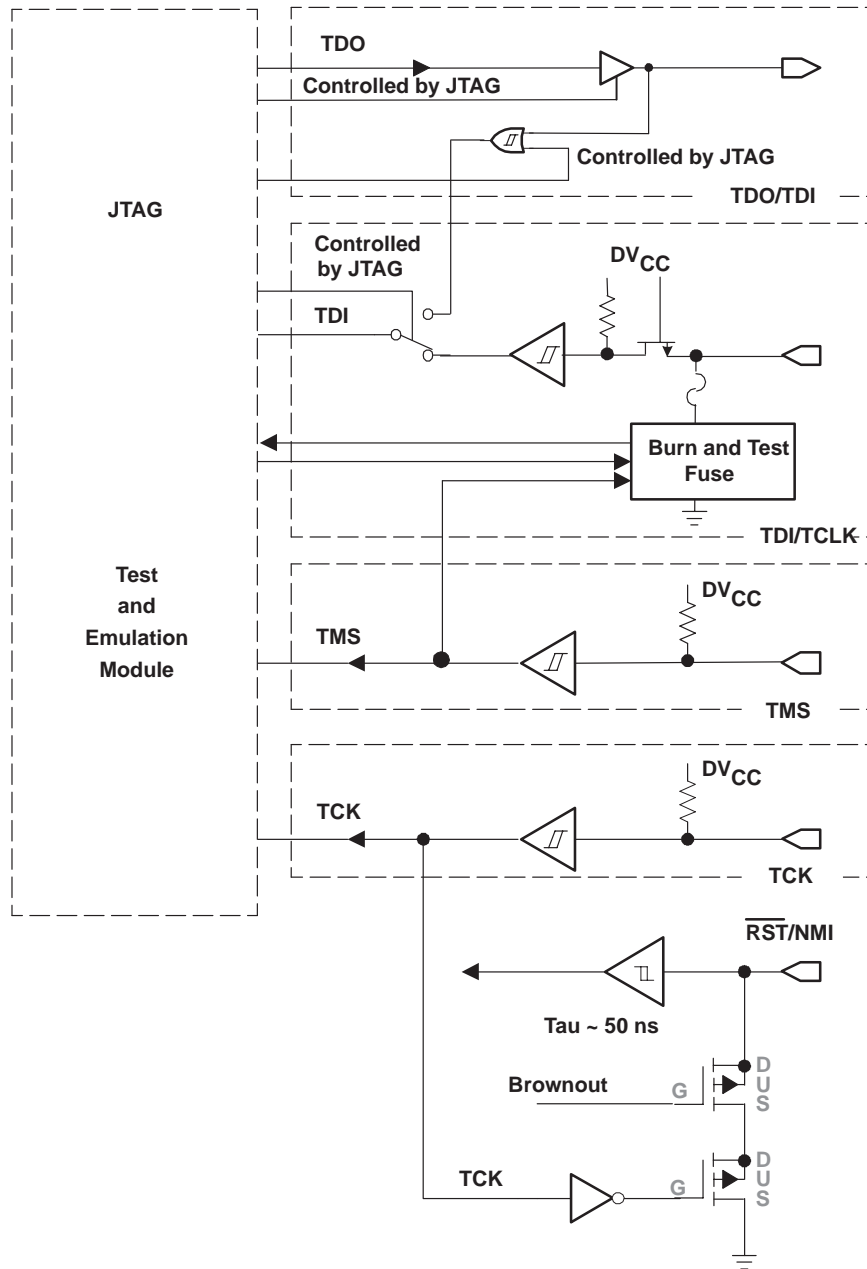 TDO
Controlled by JTAG
Controlled by JTAG
TDO/TDI
JTAG
Controlled
by JTAG
TDI
DVCC
Burn and Test
Fuse
TDI/TCLK
Test
and
Emulation
Module
TMS
DVCC
TMS
TCK
DVCC
TCK
RST/NMI
Tau ~ 50 ns
Brownout
G
D
U
S
TCK
G
D
U
S